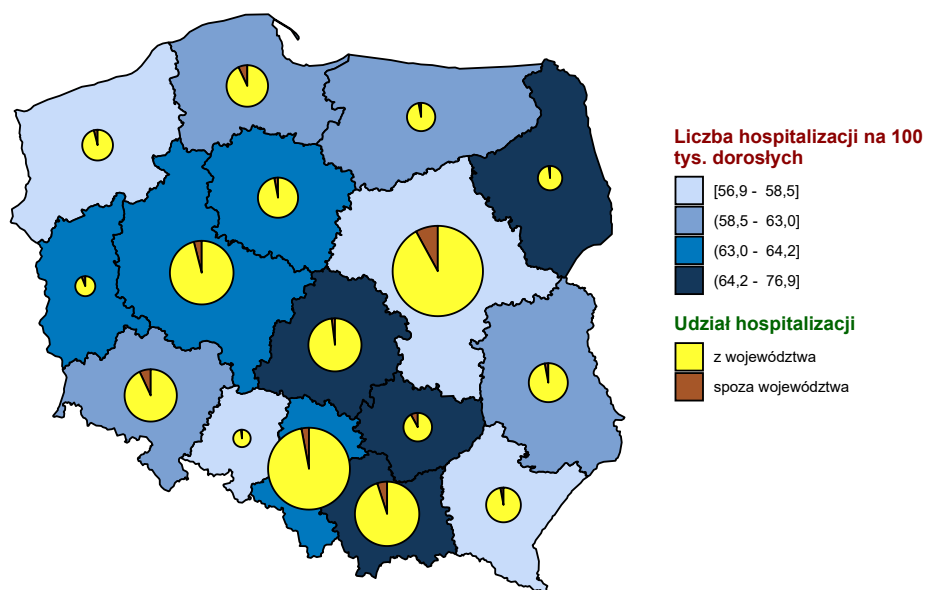 Liczba hospitalizacji na 100
tys. dorosłych
[56,9 - 58,5]
(58,5 - 63,0]
(63,0 - 64,2]
(64,2 - 76,9]
Udział hospitalizacji
z województwa
spoza województwa